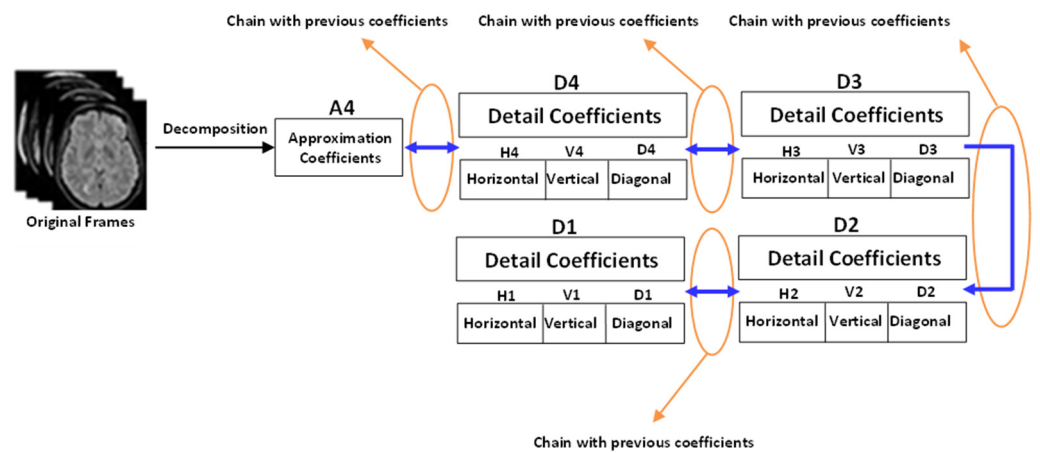 Chain with previous coefficients
Chain with previous coefficients
Chain with previous coefficients
D4
D3
A4
Detail Coefficients
Detail Coefficients
Decomposition
Approximation
Coefficients
H4 V4 D4
H3 V3 D3
Horizontal Vertical Diagonal
Horizontal Vertical Diagonal
Original Frames
D1
D2
Detail Coefficients
Detail Coefficients
H1 V1 D1
H2 V2 D2
Horizontal Vertical Diagonal
Horizontal Vertical Diagonal
Chain with previous coefficients